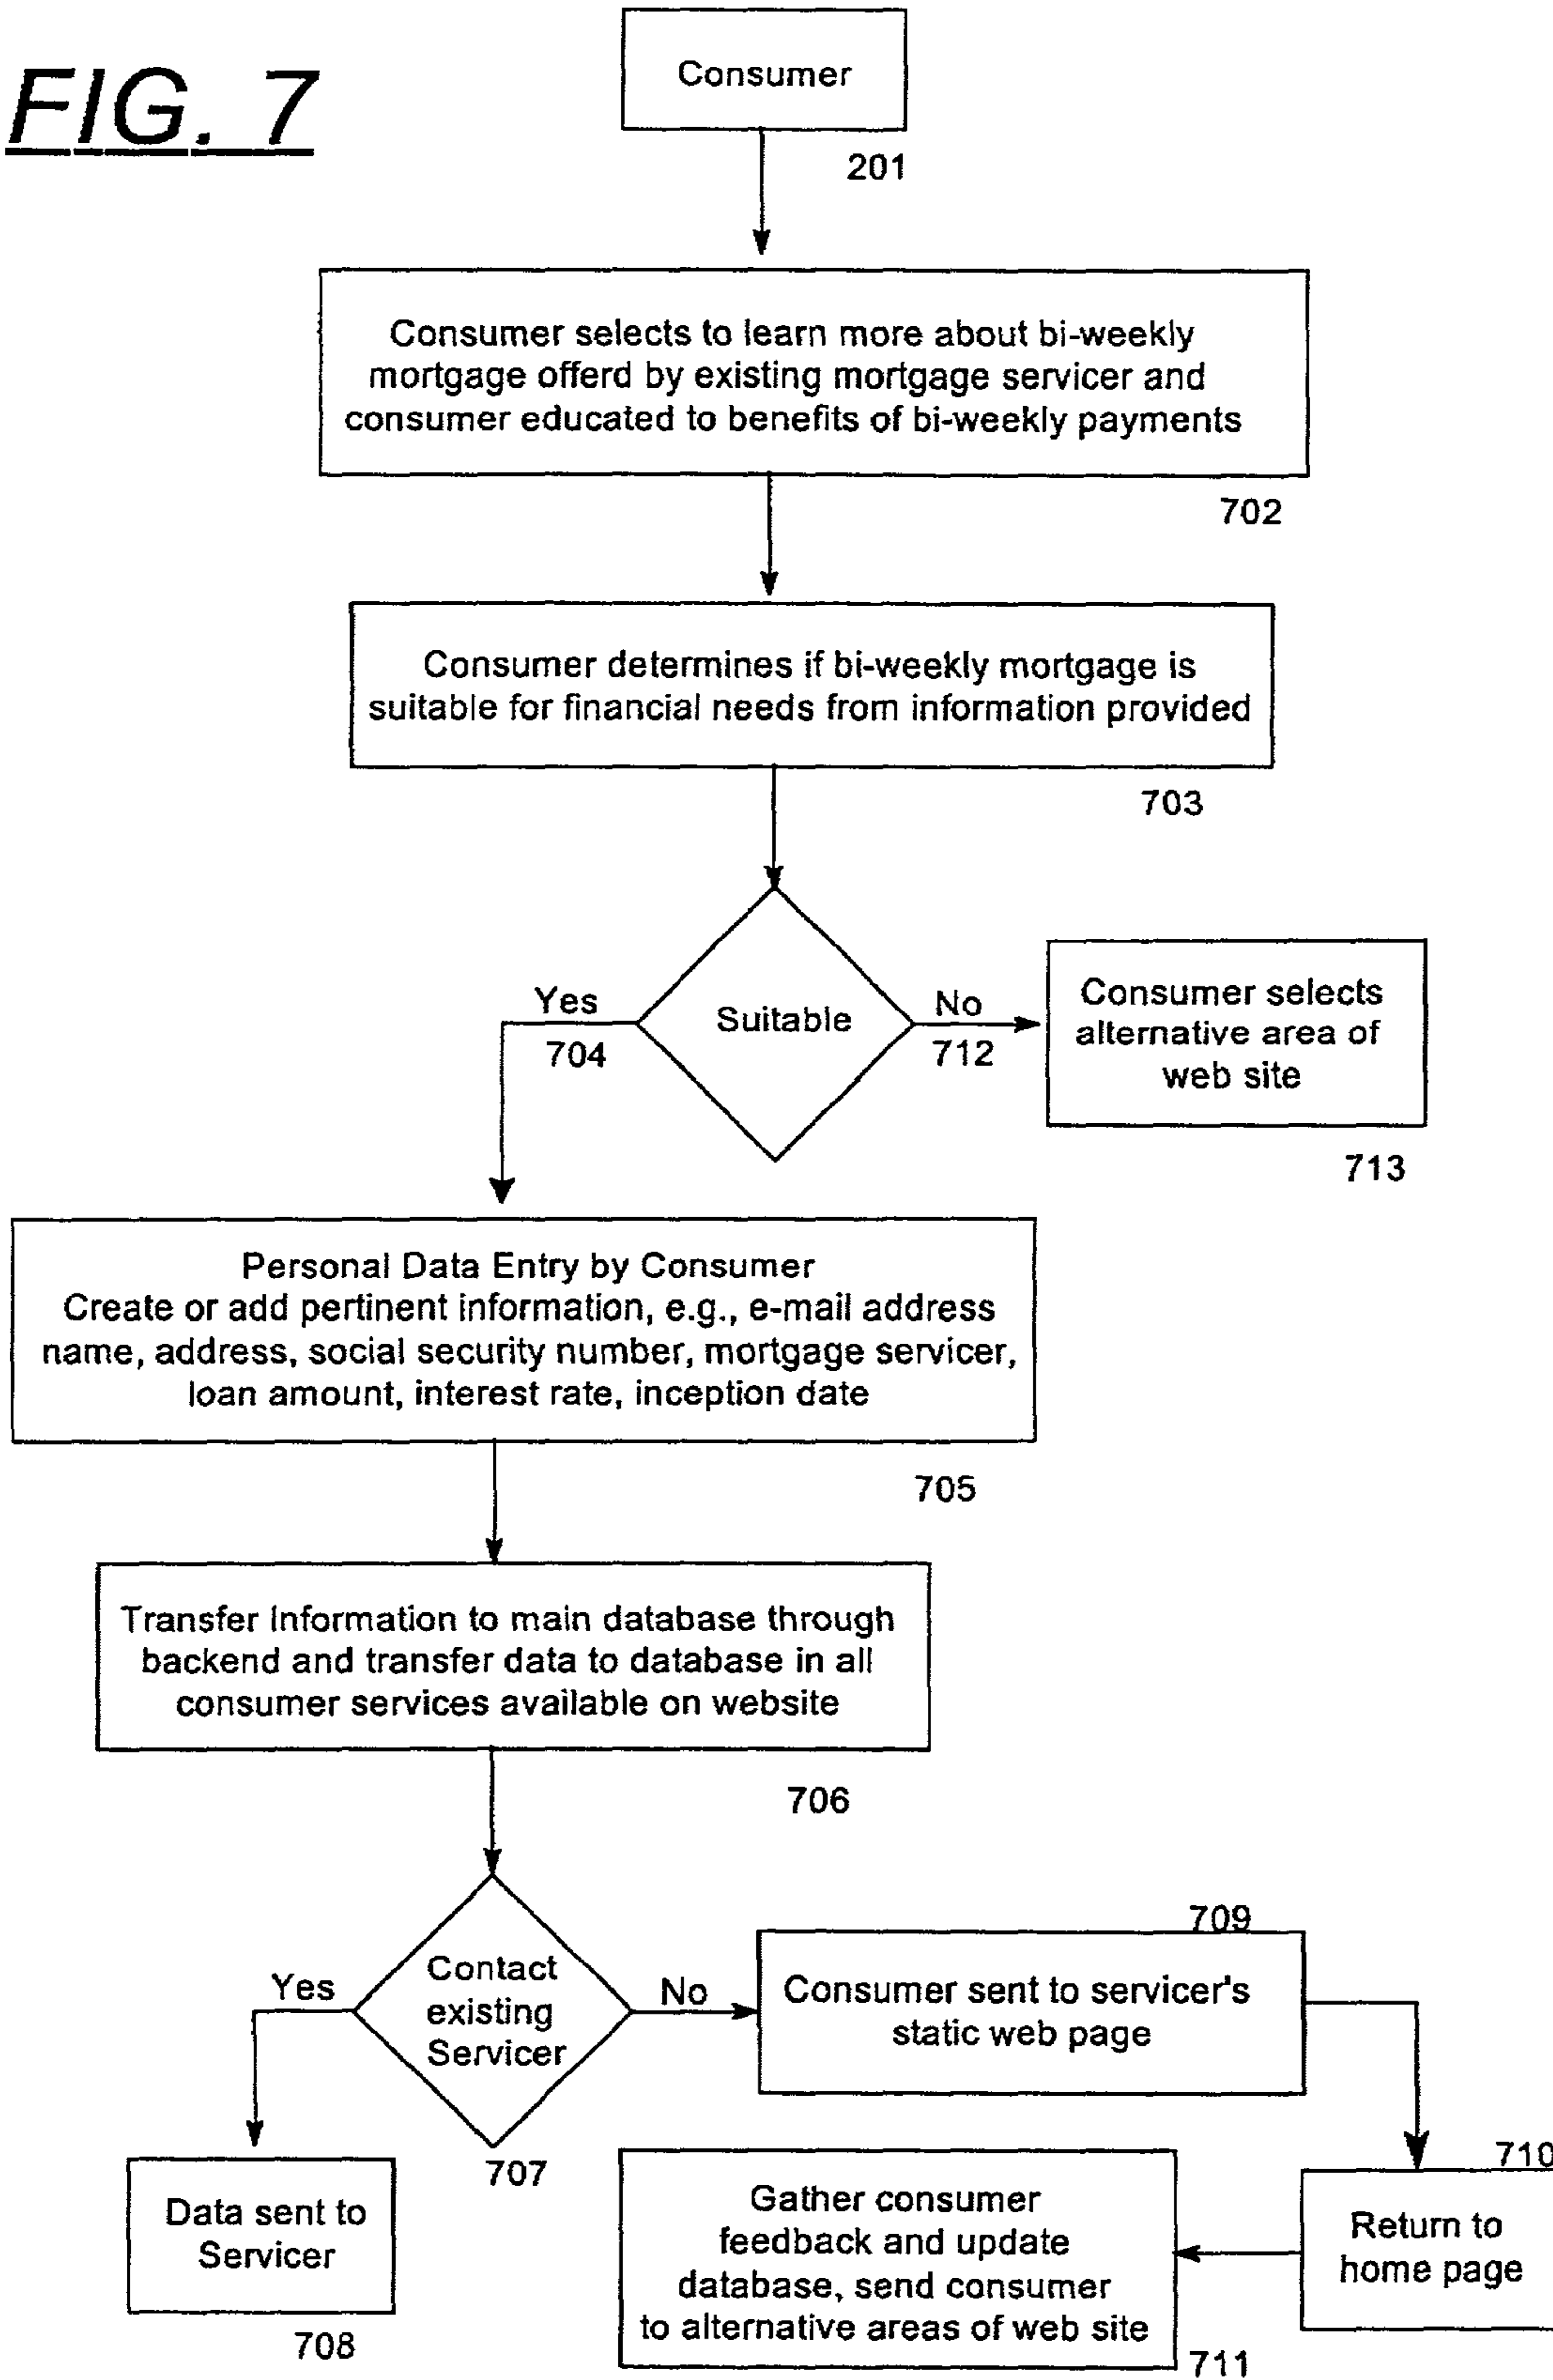 FIG. 7
Consumer
201
Consumer selects to learn more about bi-weekly
mortgage offerd by existing mortgage servicer and
consumer educated to benefits of bi-weekly payments
702
Consumer determines if bi-weekly mortgage is
suitable for financial needs from information provided
703
Suitable
Yes
704
No
712
Consumer selects
alternative area of
web site
713
Personal Data Entry by Consumer
Create or add pertinent information, e.g., e-mail address
name, address, social security number, mortgage servicer,
loan amount, interest rate, inception date
705
Transfer Information to main database through
backend and transfer data to database in all
consumer services available on website
706
Contact
existing
Servicer
707
Yes
Data sent to
Servicer
708
No
709
Consumer sent to servicer's
static web page
710
Return to
home page
Gather consumer
feedback and update
database, send consumer
to alternative areas of web site
711